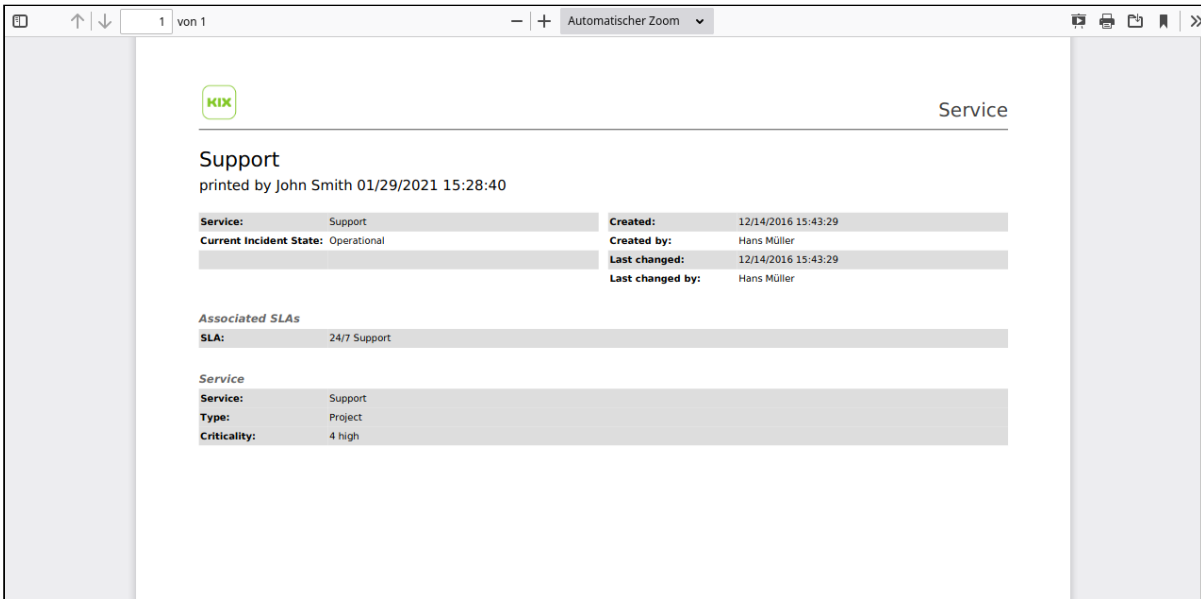 1 von 1 Automatischer Zoom
KIX
Service
Support
printed by John Smith 01/29/2021 15:28:40
Service: Support Created: 12/14/2016 15:43:29
Current Incident State: Operational Created by: Hans Müller
Last changed: 12/14/2016 15:43:29
Last changed by: Hans Müller
Associated SLAs
SLA: 24/7 Support
Service
Service: Support
Type: Project
Criticality: 4 high